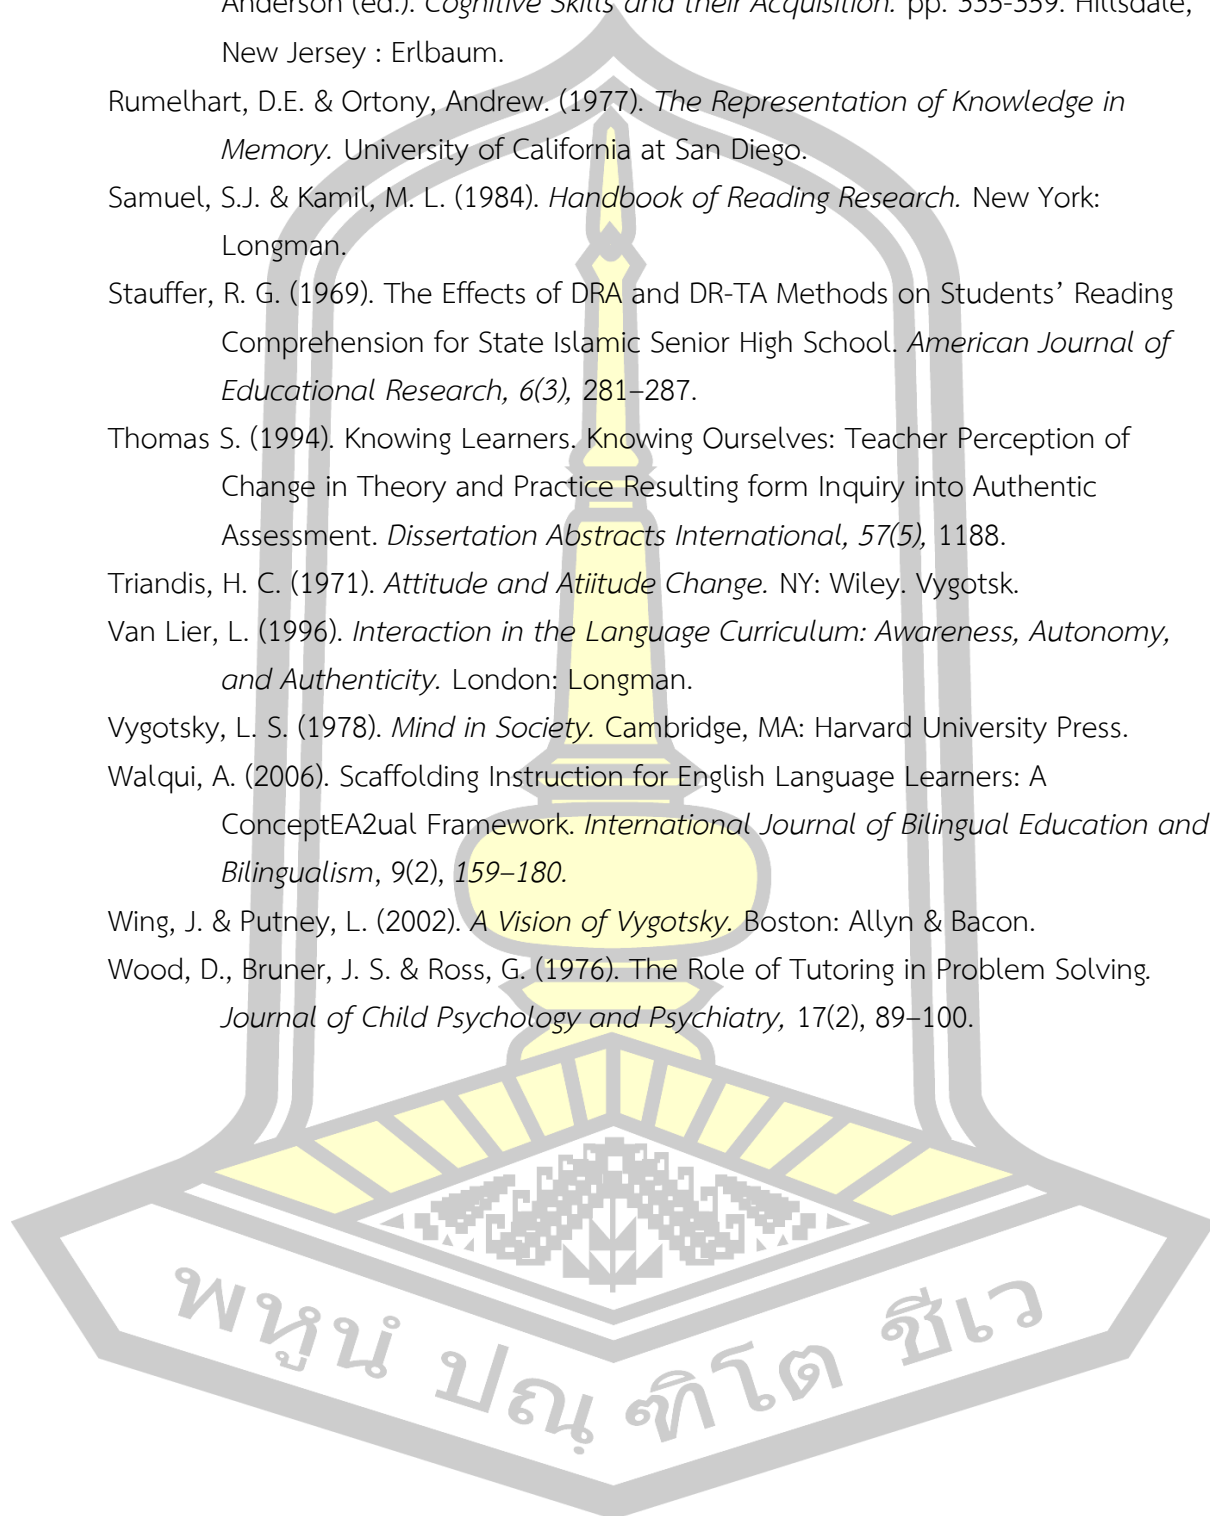 Anderson (ed.). Cognitive Skills and their Acquisition. pp. 335-359. Hillsdale,
New Jersey : Erlbaum.
Rumelhart, D.E. & Ortony, Andrew. (1977). The Representation of Knowledge in
Memory. University of California at San Diego.
Samuel, S.J. & Kamil, M. L. (1984). Handbook of Reading Research. New York:
Longman.
Stauffer, R. G. (1969). The Effects of DRA and DR-TA Methods on Students’ Reading
Comprehension for State Islamic Senior High School. American Journal of
Educational Research, 6(3), 281–287.
Thomas S. (1994). Knowing Learners. Knowing Ourselves: Teacher Perception of
Change in Theory and Practice Resulting form Inquiry into Authentic
Assessment. Dissertation Abstracts International, 57(5), 1188.
Triandis, H. C. (1971). Attitude and Atiitude Change. NY: Wiley. Vygotsk.
Van Lier, L. (1996). Interaction in the Language Curriculum: Awareness, Autonomy,
and Authenticity. London: Longman.
Vygotsky, L. S. (1978). Mind in Society. Cambridge, MA: Harvard University Press.
Walqui, A. (2006). Scaffolding Instruction for English Language Learners: A
ConceptEA2ual Framework. International Journal of Bilingual Education and
Bilingualism, 9(2), 159–180.
Wing, J. & Putney, L. (2002). A Vision of Vygotsky. Boston: Allyn & Bacon.
Wood, D., Bruner, J. S. & Ross, G. (1976). The Role of Tutoring in Problem Solving.
Journal of Child Psychology and Psychiatry, 17(2), 89–100.
พหูนํ ปณฺฑิโต ชีเว